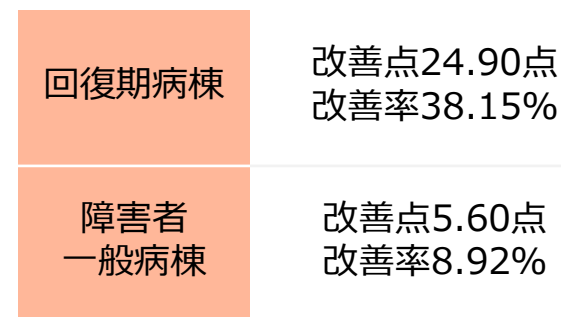 回復期病棟
改善点24.90点
改善率38.15%
障害者
一般病棟
改善点5.60点
改善率8.92%